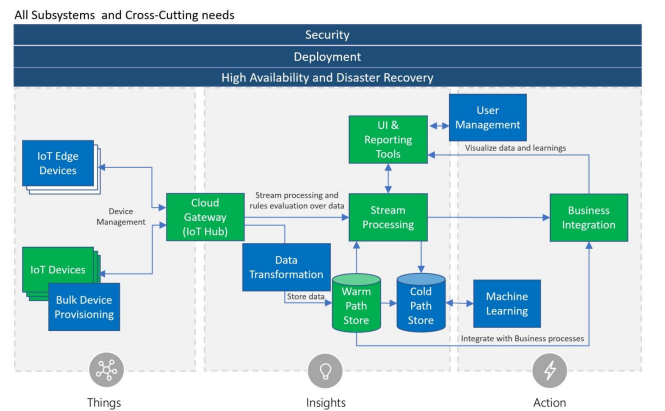 All Subsystems and Cross-Cutting needs
Security
Deployment
High Availability and Disaster Recovery
User
Management
UI &
Reporting
Tools
IoT Edge
Devices
Visualize data and learnings
Device
Management
Cloud
Gateway
(IoT Hub)
Stream processing and
rules evaluation over data
Stream
Processing
Business
Integration
IoT Devices
Bulk Device
Provisioning
Data
Transformation
Store data
Warm
Path
Store
Cold
Path
Store
Machine
Learning
Integrate with Business processes
Things
Insights
Action